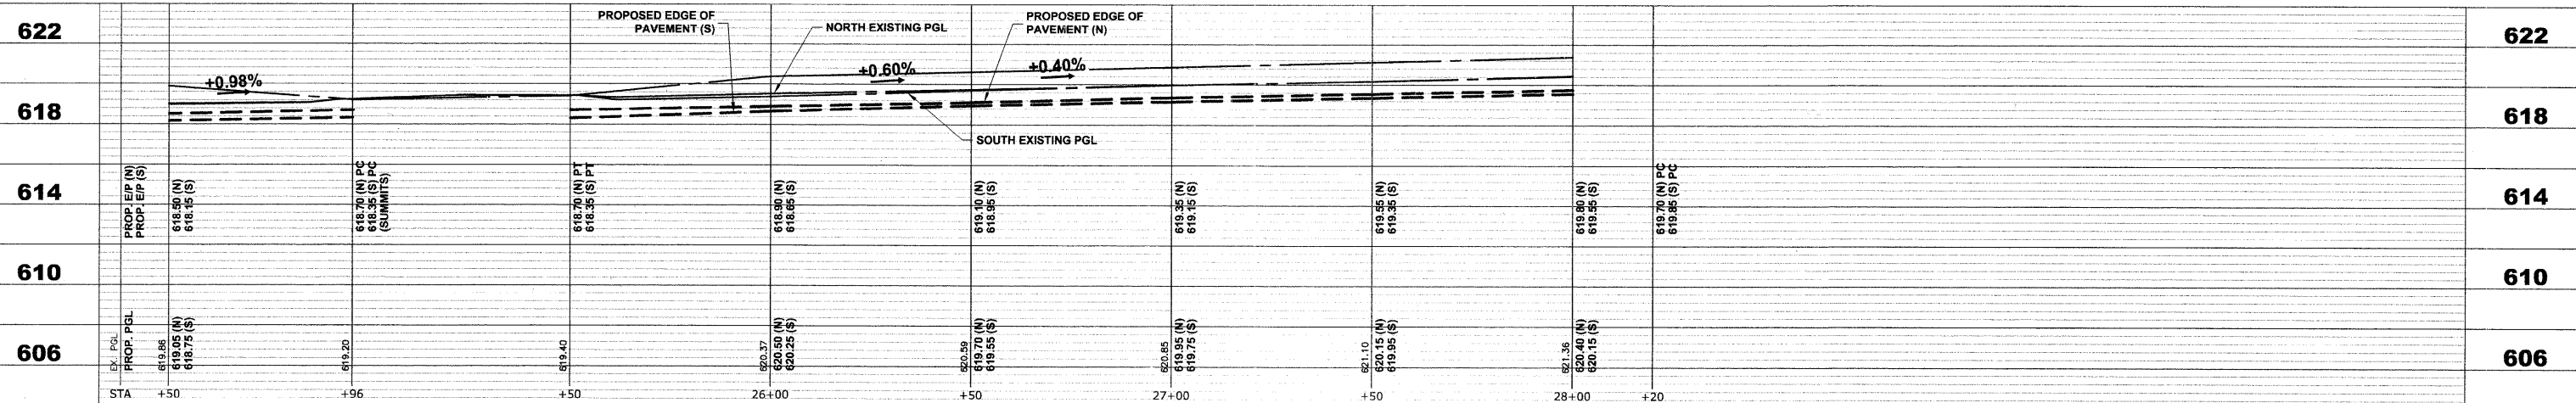 622
618
614
610
606
PROPOSED EDGE OF
PAVEMENT (S)
NORTH EXISTING PGL
PROPOSED EDGE OF
PAVEMENT (N)
+0.98%
+0.60%
+0.40%
SOUTH EXISTING PGL
622
618
614
610
606
PROP. E/P (N)
PROP. E/P (S)
618.50 (N)
618.15 (S)
618.70 (N) PC
618.35 (S) PC
(SUMMITS)
618.70 (N) PT
618.35 (S) PT
618.90 (N)
618.65 (S)
619.10 (N)
618.95 (S)
619.35 (N)
619.15 (S)
619.55 (N)
619.35 (S)
619.80 (N)
619.55 (S)
619.70 (N) PC
619.85 (S) PC
EX. PGL
PROP. PGL
619.86
619.05 (N)
618.75 (S)
619.20
619.40
620.37
620.50 (N)
620.25 (S)
620.59
619.70 (N)
619.55 (S)
620.85
619.95 (N)
619.75 (S)
621.10
620.15 (N)
619.95 (S)
621.36
620.40 (N)
620.15 (S)
STA
+50
+96
+50
26+00
+50
27+00
+50
28+00
+20